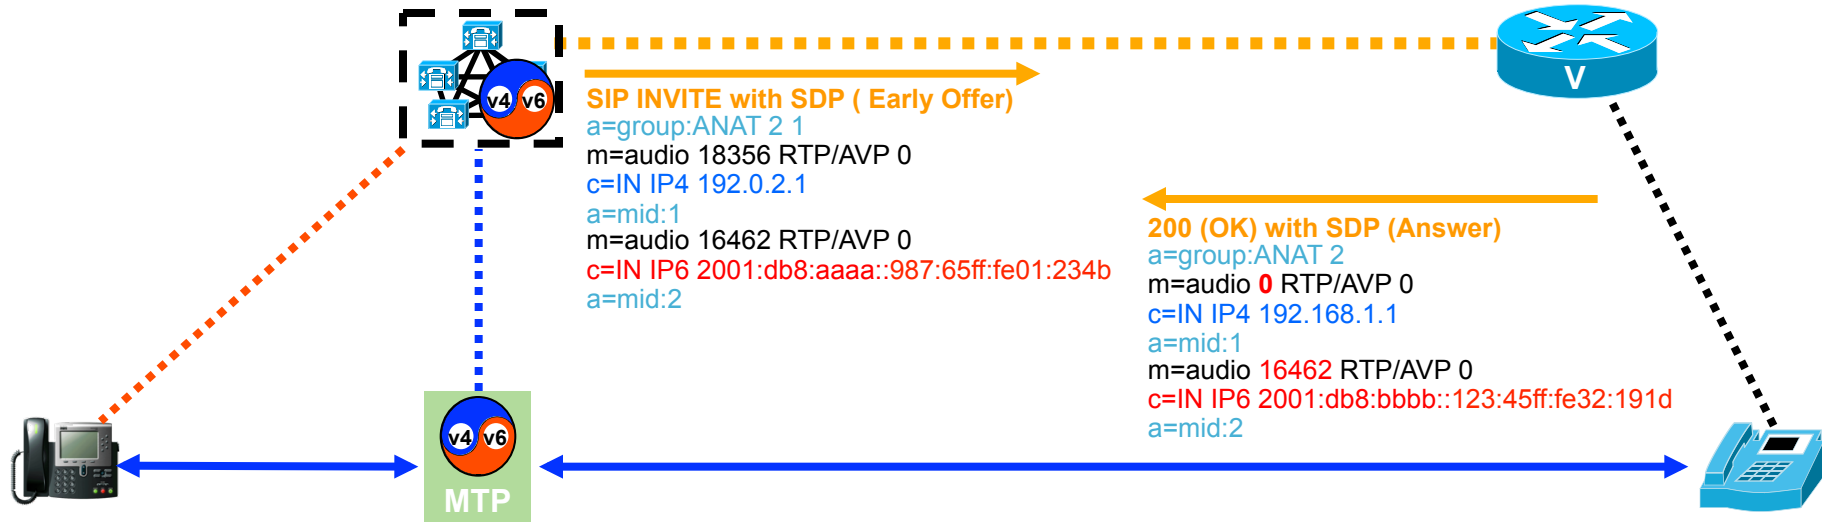 v4 v6
V
SIP INVITE with SDP ( Early Offer)
a=group:ANAT 2 1
m=audio 18356 RTP/AVP 0
c=IN IP4 192.0.2.1
a=mid:1
m=audio 16462 RTP/AVP 0
c=IN IP6 2001:db8:aaaa::987:65ff:fe01:234b
a=mid:2
200 (OK) with SDP (Answer)
a=group:ANAT 2
m=audio 0 RTP/AVP 0
c=IN IP4 192.168.1.1
a=mid:1
m=audio 16462 RTP/AVP 0
c=IN IP6 2001:db8:bbbb::123:45ff:fe32:191d
a=mid:2
v4 v6
MTP